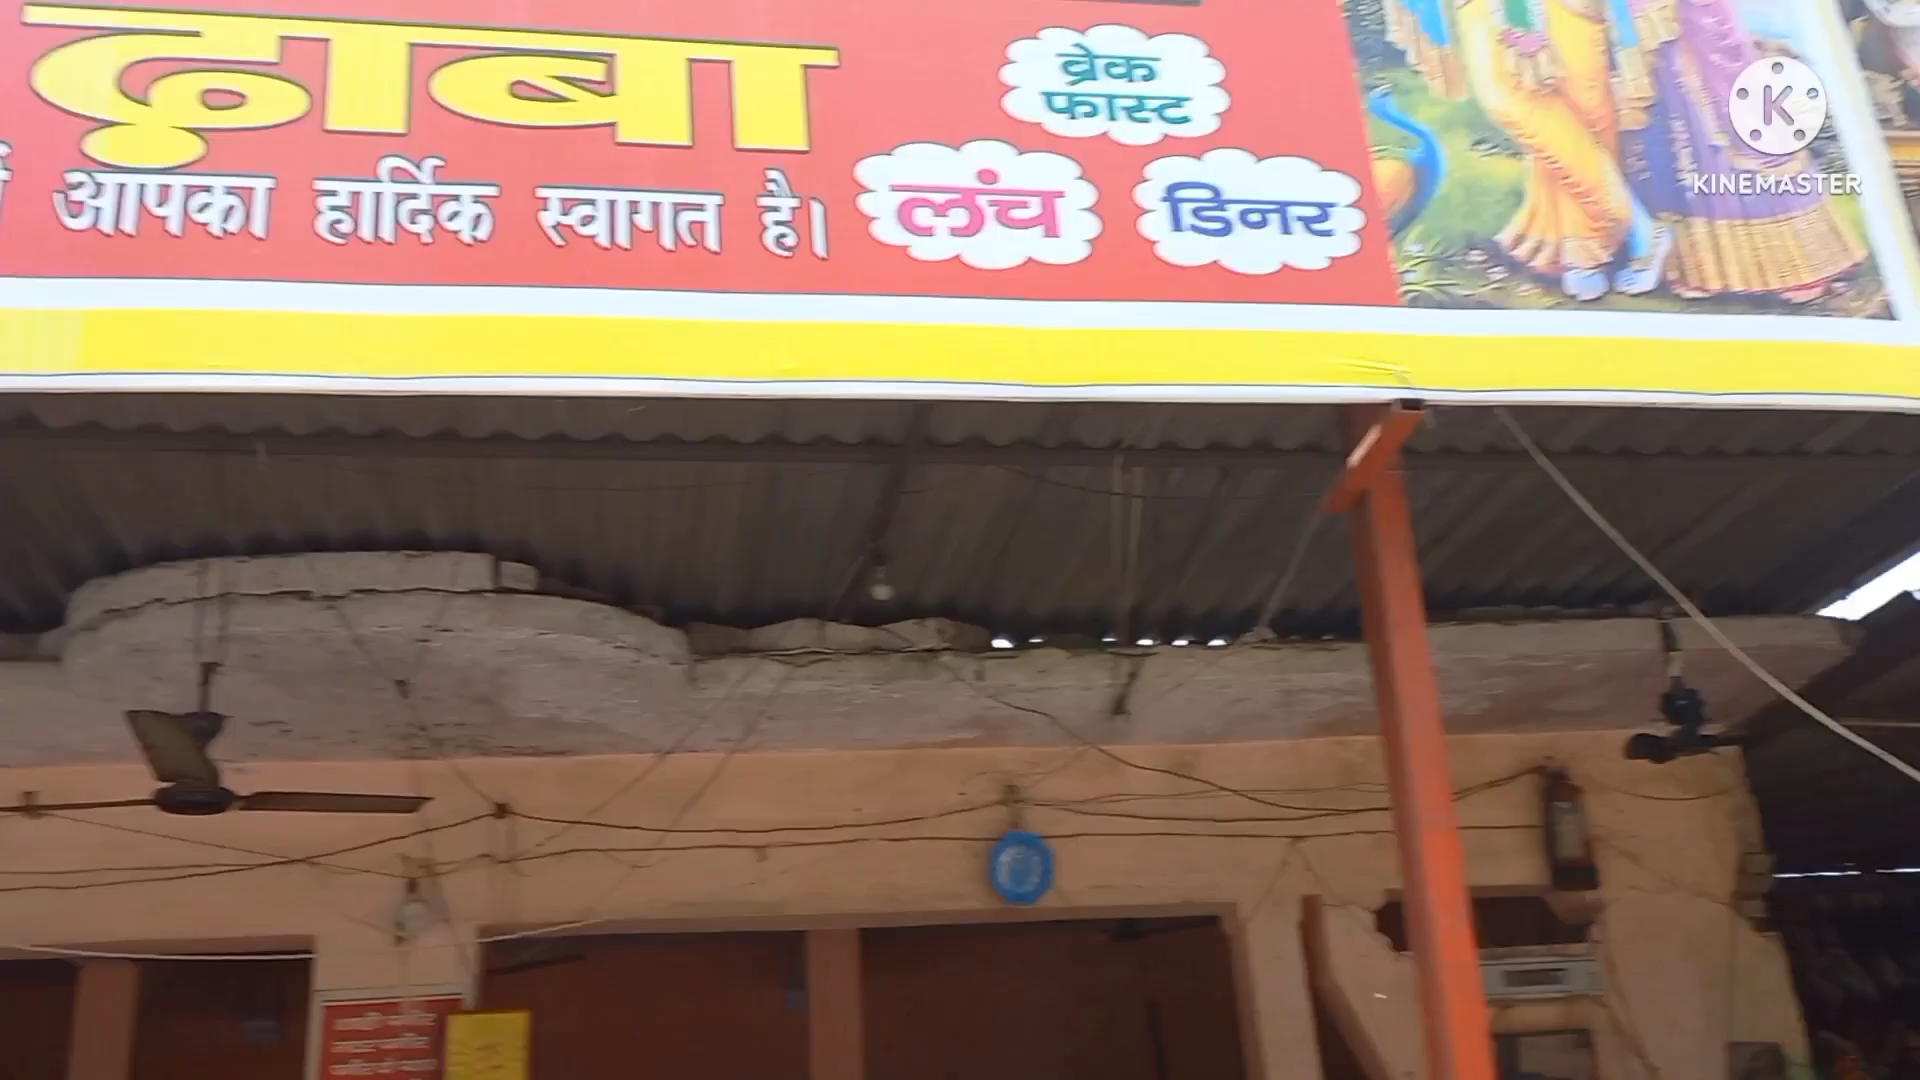 ढ़ाबा
आपका हार्दिक स्वागत है।
ब्रेक
फास्ट
लंच
डिनर
KINEMASTER